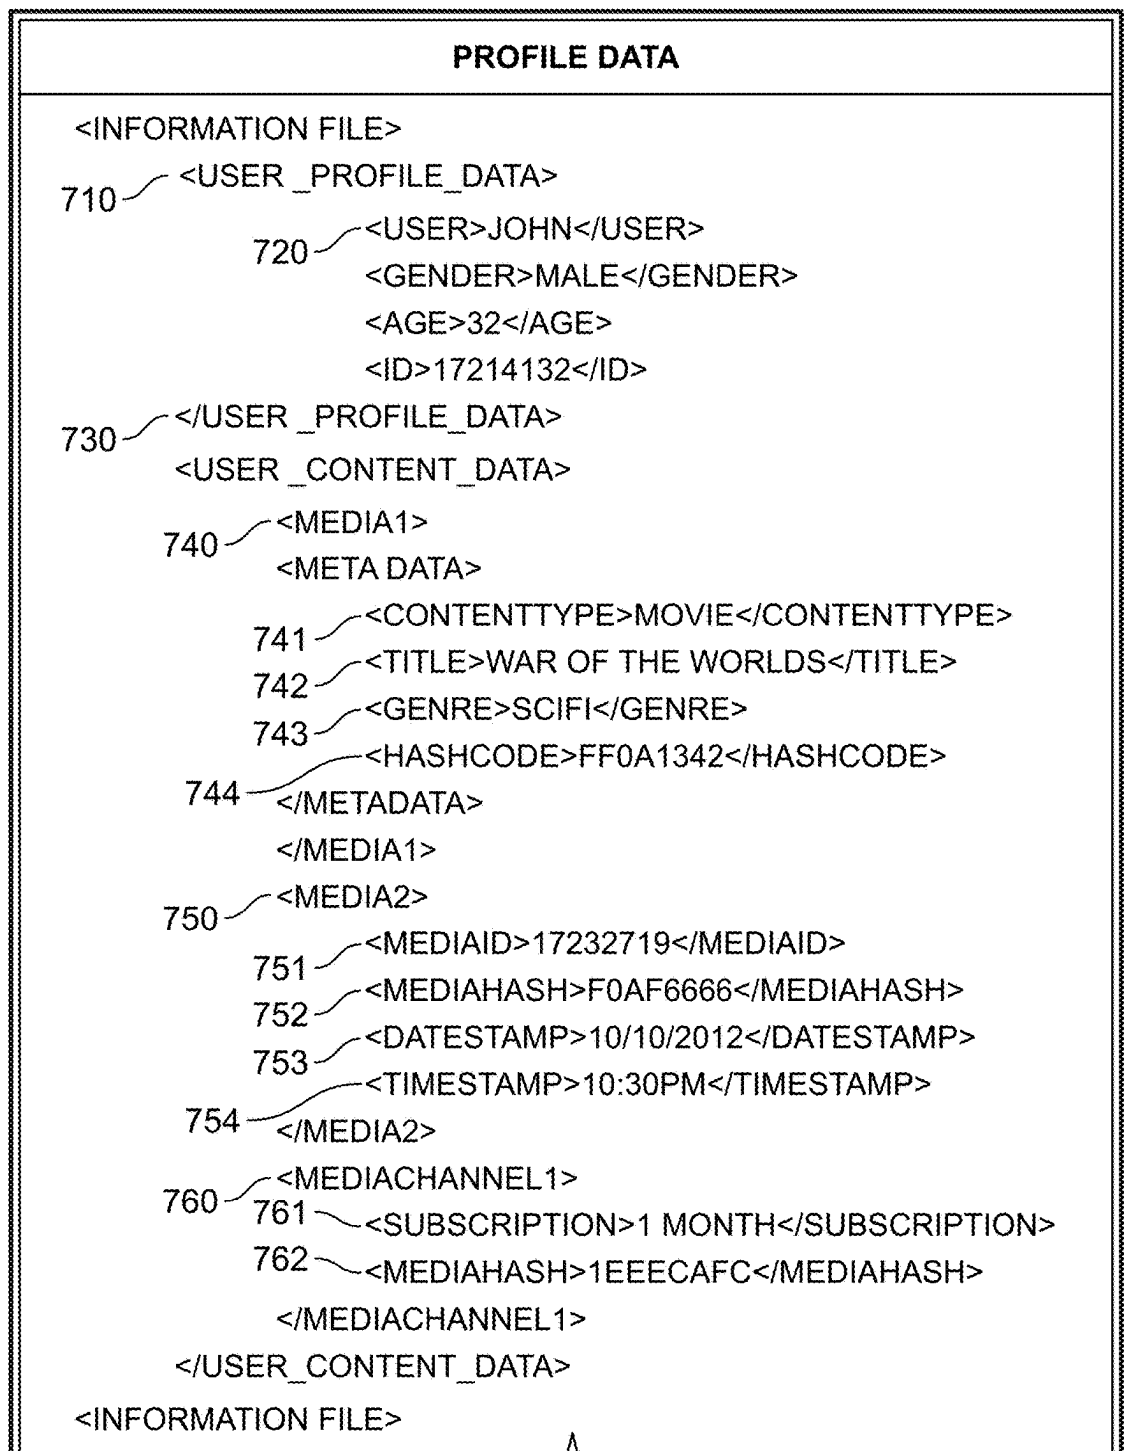 PROFILE DATA
<INFORMATION FILE>
710 <USER _PROFILE_DATA>
720 <USER>JOHN</USER>
<GENDER>MALE</GENDER>
<AGE>32</AGE>
<ID>17214132</ID>
730 </USER _PROFILE_DATA>
<USER _CONTENT_DATA>
740 <MEDIA1>
<META DATA>
741 <CONTENTTYPE>MOVIE</CONTENTTYPE>
742 <TITLE>WAR OF THE WORLDS</TITLE>
743 <GENRE>SCIFI</GENRE>
744 <HASHCODE>FF0A1342</HASHCODE>
</METADATA>
</MEDIA1>
750 <MEDIA2>
751 <MEDIAID>17232719</MEDIAID>
752 <MEDIAHASH>F0AF6666</MEDIAHASH>
753 <DATESTAMP>10/10/2012</DATESTAMP>
754 <TIMESTAMP>10:30PM</TIMESTAMP>
</MEDIA2>
760 <MEDIACHANNEL1>
761 <SUBSCRIPTION>1 MONTH</SUBSCRIPTION>
762 <MEDIAHASH>1EEECAFC</MEDIAHASH>
</MEDIACHANNEL1>
</USER_CONTENT_DATA>
<INFORMATION FILE>